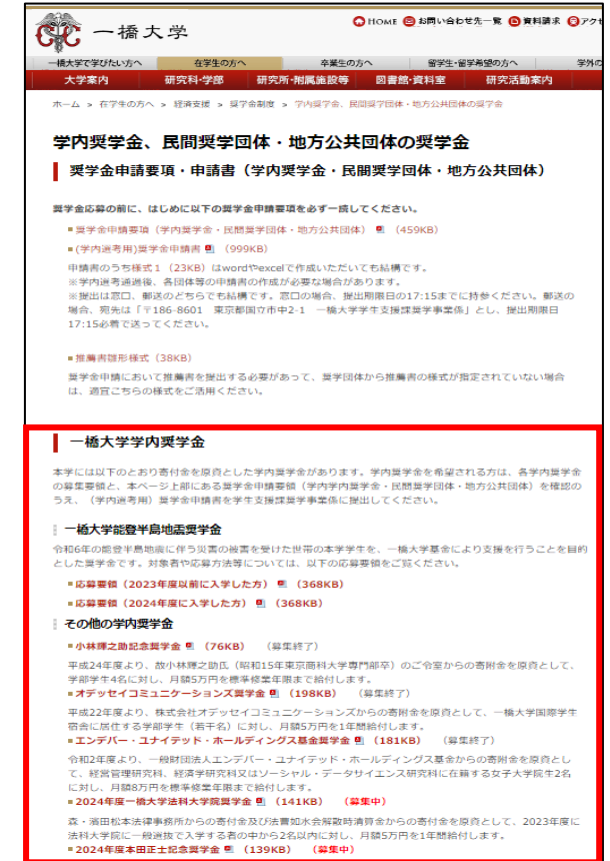 一橋大学
HOME お問い合わせ先一覧 資料請求 アクセ
一橋大学で学びたい方へ 在学生の方へ 卒業生の方へ 留学生・留学希望の方へ 学外の
大学案内 研究科・学部 研究所・附属施設等 図書館・資料室 研究活動案内
ホーム > 在学生の方へ > 経済支援 > 奨学金制度 > 学内奨学金、民間奨学団体・地方公共団体の奨学金
学内奨学金、民間奨学団体・地方公共団体の奨学金
奨学金申請要項・申請書（学内奨学金・民間奨学団体・地方公共団体）
奨学金応募の前に、はじめに以下の奨学金申請要項を必ず一読してください。
奨学金申請要項（学内奨学金・民間奨学団体・地方公共団体） （459KB）
(学内選考用)奨学金申請書 （999KB）
申請書のうち様式１（23KB）はwordやexcelで作成いただいても結構です。
※学内選考通過後、各団体等の申請書の作成が必要な場合があります。
※提出は窓口、郵送のどちらでも結構です。窓口の場合、提出期限日の17:15までに持参ください。郵送の
場合、宛先は「〒186-8601 東京都国立市中2-1 一橋大学学生支援課奨学事業係」とし、提出期限日
17:15必着で送ってください。
推薦書雛形様式（38KB）
奨学金申請において推薦書を提出する必要があって、奨学団体から推薦書の様式が指定されていない場合
は、適宜こちらの様式をご活用ください。
一橋大学学内奨学金
本学には以下のとおり寄付金を原資とした学内奨学金があります。学内奨学金を希望される方は、各学内奨学金
の募集要領と、本ページ上部にある奨学金申請要領（学内学内奨学金・民間奨学団体・地方公共団体）を確認の
うえ、（学内選考用）奨学金申請書を学生支援課奨学事業係に提出してください。
一橋大学能登半島地震奨学金
令和6年の能登半島地震に伴う災害の被害を受けた世帯の本学学生を、一橋大学基金により支援を行うことを目的
とした奨学金です。対象者や応募方法等については、以下の応募要領をご覧ください。
応募要領（2023年度以前に入学した方） （368KB）
応募要領（2024年度に入学した方） （368KB）
その他の学内奨学金
小林輝之助記念奨学金 （76KB） （募集終了）
平成24年度より、故小林輝之助氏（昭和15年東京商科大学専門部卒）のご令室からの寄附金を原資として、
学部学生4名に対し、月額5万円を標準修業年限まで給付します。
オデッセイコミュニケーションズ奨学金 （198KB） （募集終了）
平成22年度より、株式会社オデッセイコミュニケーションズからの寄附金を原資として、一橋大学国際学生
宿舎に居住する学部学生（若干名）に対し、月額5万円を1年間給付します。
エンデバー・ユナイテッド・ホールディングス基金奨学金 （181KB） （募集終了）
令和2年度より、一般財団法人エンデバー・ユナイテッド・ホールディングス基金からの寄附金を原資とし
て、経営管理研究科、経済学研究科又はソーシャル・データサイエンス研究科に在籍する女子大学院生2名
に対し、月額8万円を標準修業年限まで給付します。
2024年度一橋大学法科大学院奨学金 （141KB） （募集中）
森・濱田松本法律事務所からの寄付金及び法曹如水会解散時清算金からの寄付金を原資として、2023年度に
法科大学院に一般選抜で入学する者の中から2名以内に対し、月額5万円を1年間給付します。
2024年度本田正士記念奨学金 （139KB） （募集中）